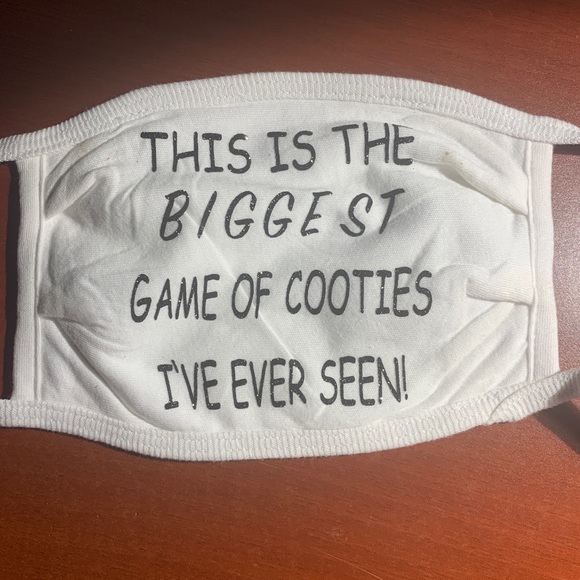 THIS IS THE
BIGGEST
GAME OF COOTIES
I'VE EVER SEEN!